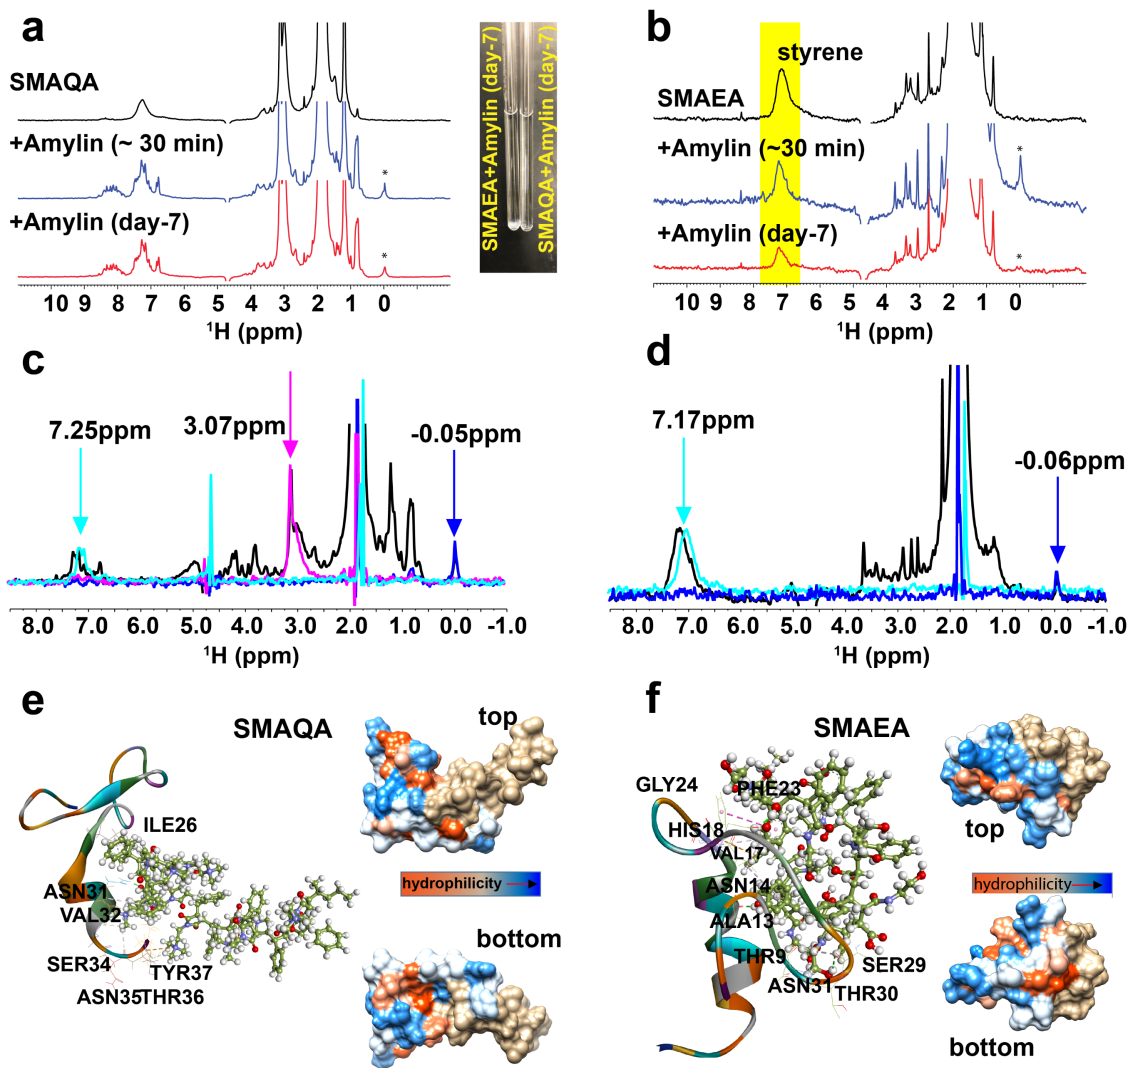 a
SMAQA
+Amylin (~ 30 min)
*
+Amylin (day-7)
*
10 9 8 7 6 5 4 3 2 1 0
¹H (ppm)
SMAEA+Amylin (day-7)
SMAQA+Amylin (day-7)
b
styrene
SMAEA
+Amylin (~30 min)
*
+Amylin (day-7)
*
10 9 8 7 6 5 4 3 2 1 0
¹H (ppm)
c
7.25ppm
3.07ppm
-0.05ppm
8.0 7.0 6.0 5.0 4.0 3.0 2.0 1.0 0.0 -1.0
¹H (ppm)
d
7.17ppm
-0.06ppm
8.0 7.0 6.0 5.0 4.0 3.0 2.0 1.0 0.0 -1.0
¹H (ppm)
e
SMAQA
top
ILE26
ASN31
VAL32
SER34
TYR37
ASN35THR36
hydrophilicity
bottom
f
SMAEA
GLY24
PHE23
HIS18
VAL17
ASN14
ALA13
THR9
SER29
ASN31
THR30
top
hydrophilicity
bottom